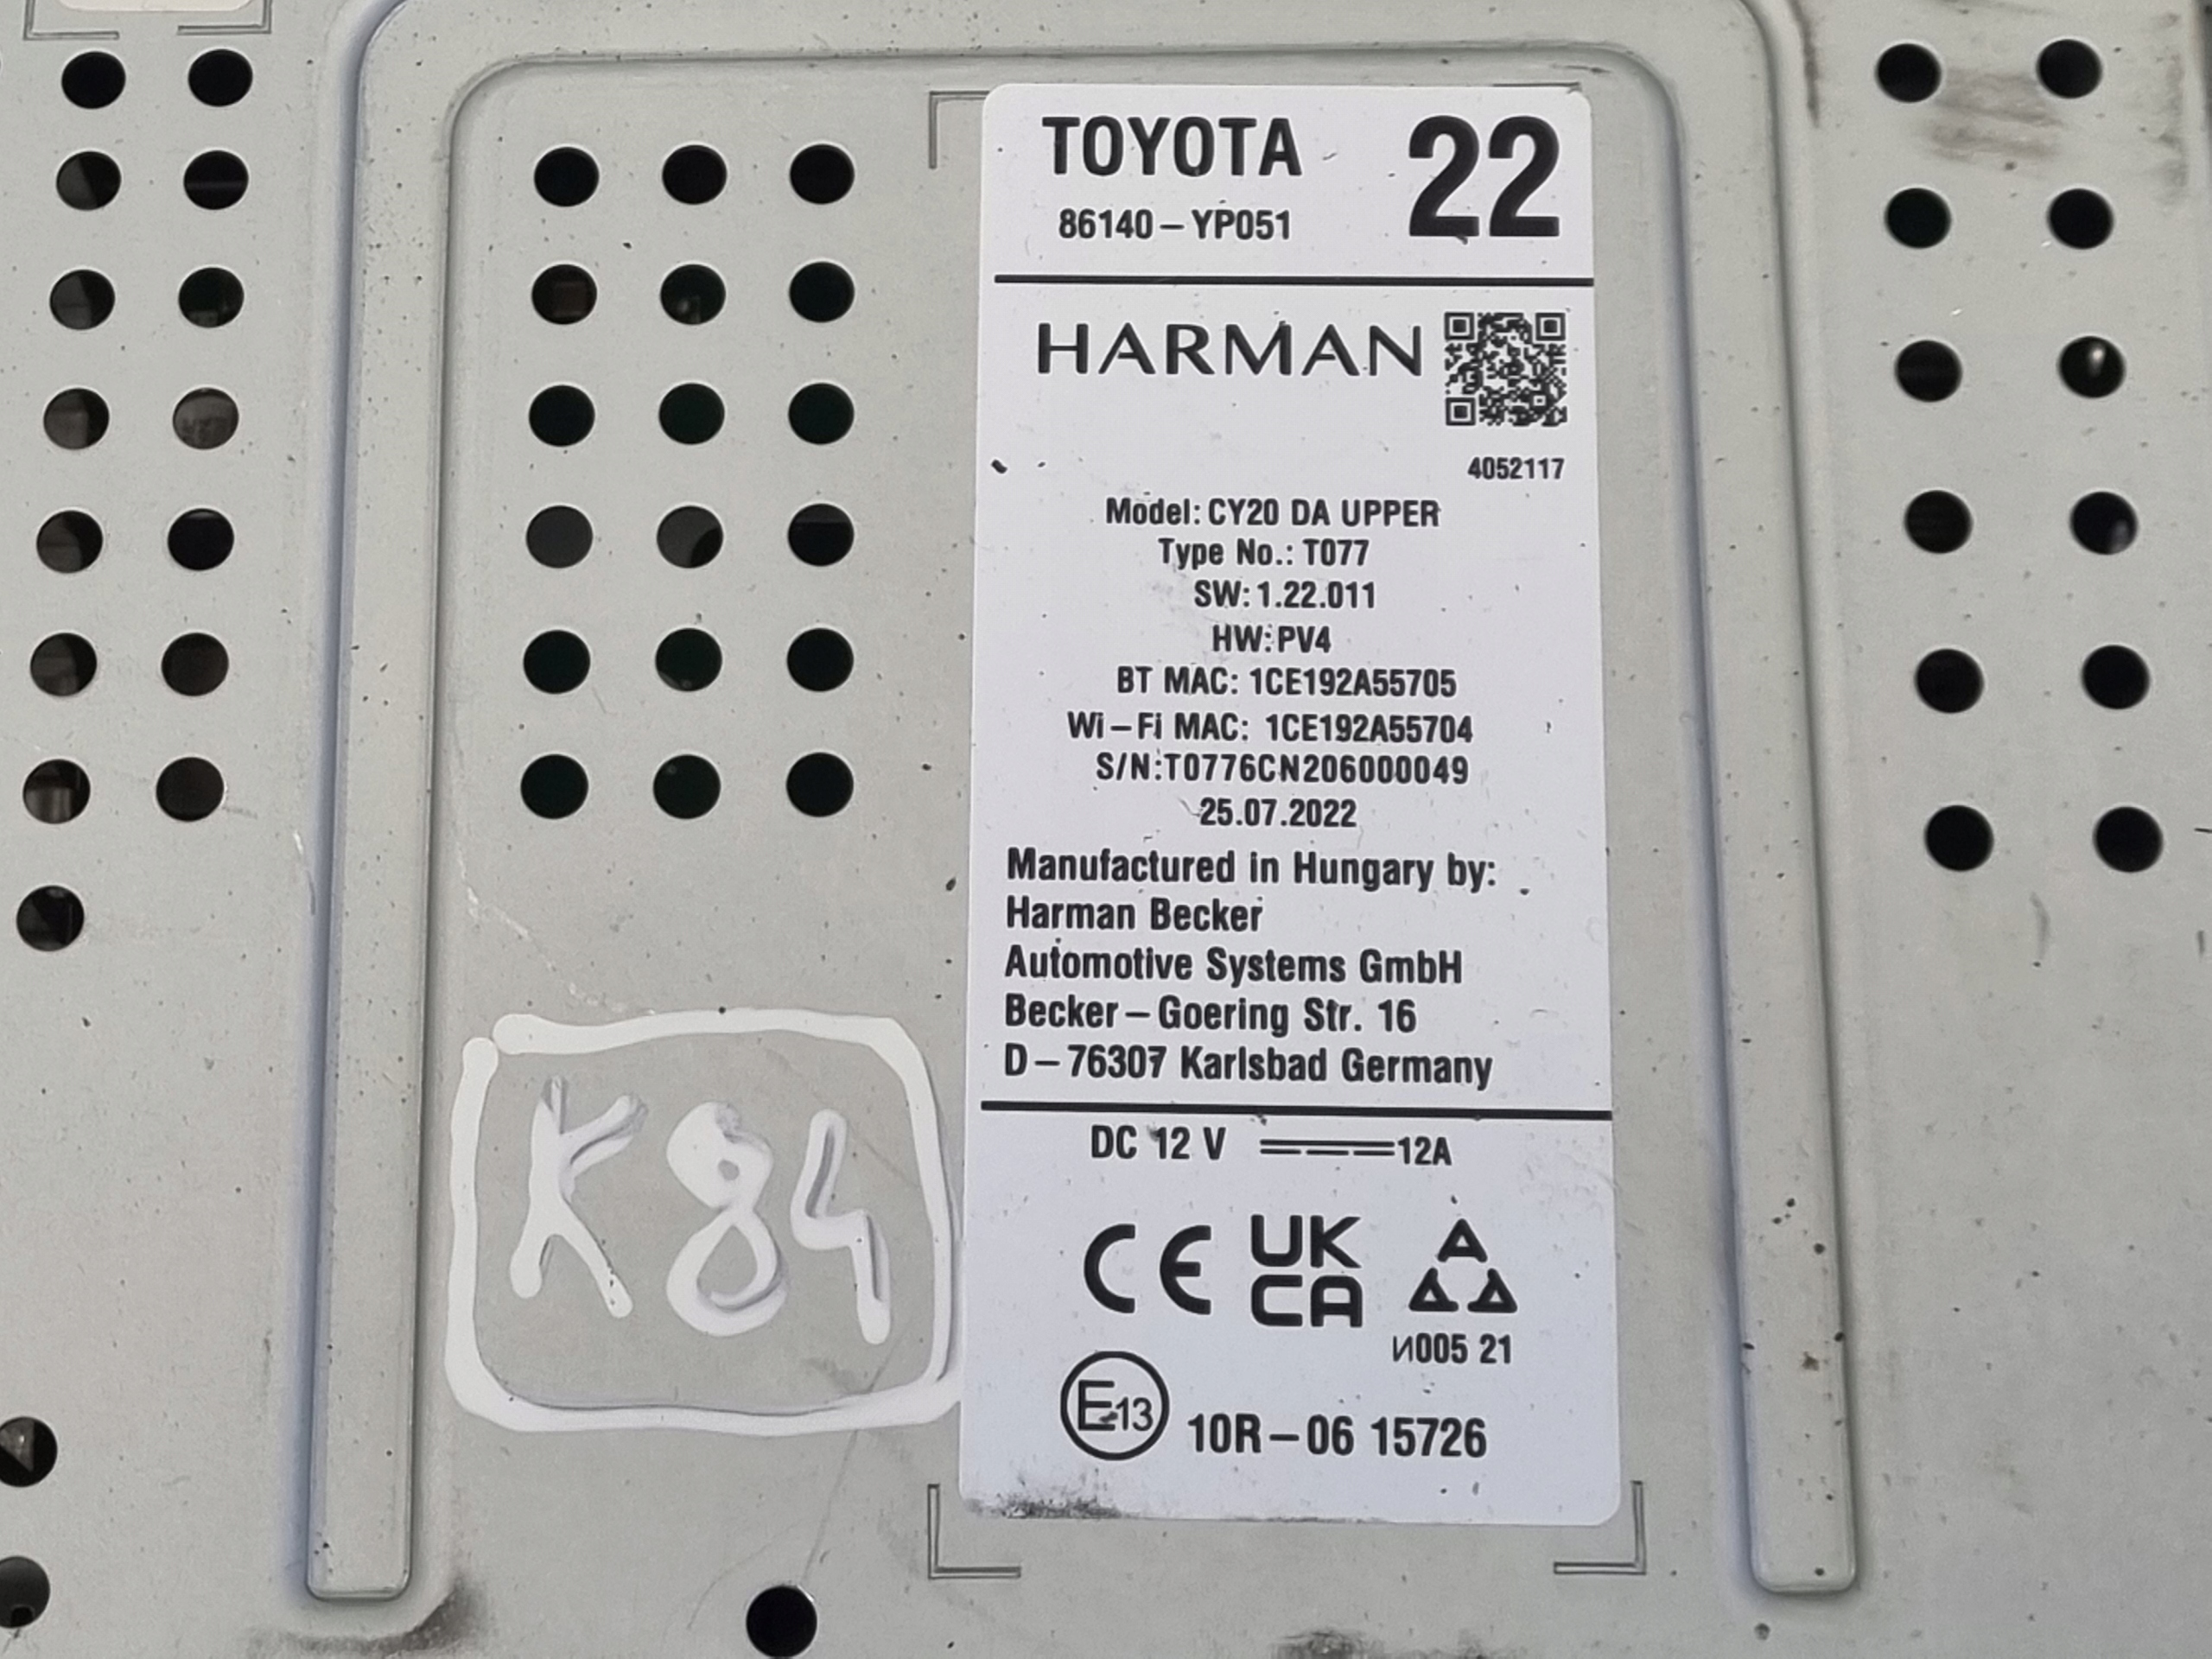 TOYOTA 22
86140-YP051
HARMAN
4052117
Model: CY20 DA UPPER
Type No.: T077
SW: 1.22.011
HW: PV4
BT MAC: 1CE192A55705
Wi-Fi MAC: 1CE192A55704
S/N:T0776CN206000049
25.07.2022
Manufactured in Hungary by:
Harman Becker
Automotive Systems GmbH
Becker-Goering Str. 16
D-76307 Karlsbad Germany
DC 12 V 12A
CE UK CA
И005 21
E13 10R-06 15726
K84